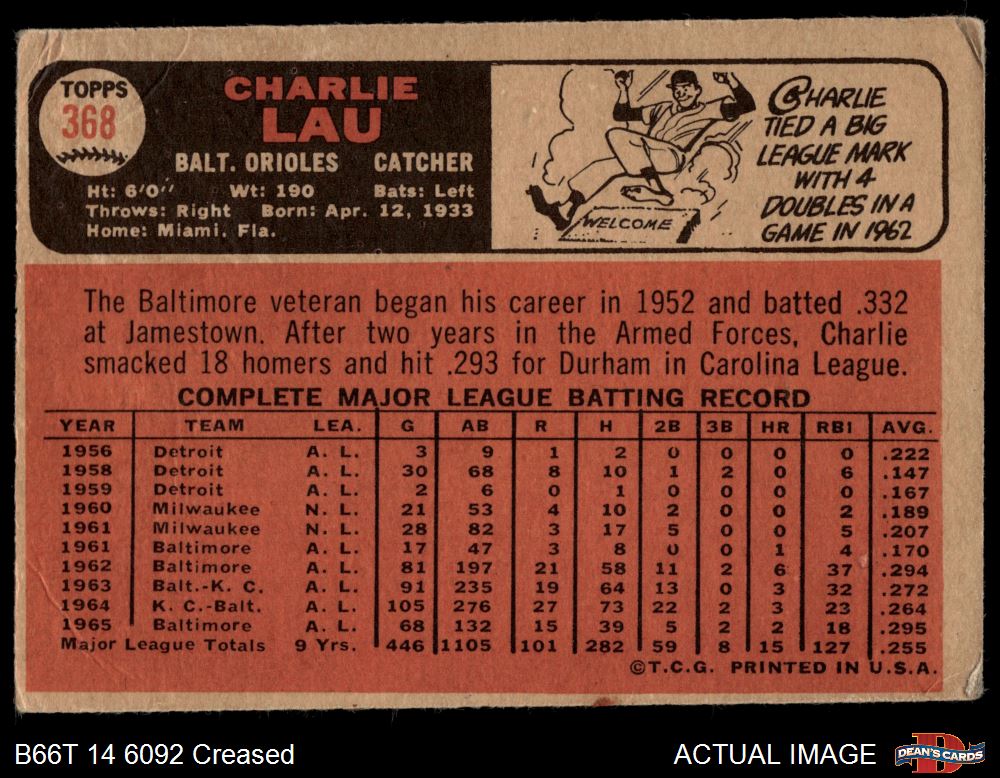 TOPPS
368
CHARLIE
LAU
BALT. ORIOLES CATCHER
Ht: 6'0" Wt: 190 Bats: Left
Throws: Right Born: Apr. 12, 1933
Home: Miami, Fla.
WELCOME
CHARLIE
TIED A BIG
LEAGUE MARK
WITH 4
DOUBLES IN A
GAME IN 1962
The Baltimore veteran began his career in 1952 and batted .332
at Jamestown. After two years in the Armed Forces, Charlie
smacked 18 homers and hit .293 for Durham in Carolina League.
COMPLETE MAJOR LEAGUE BATTING RECORD
YEAR TEAM LEA. G AB R H 2B 3B HR RBI AVG.
1956 Detroit A. L. 3 9 1 2 0 0 0 0 .222
1958 Detroit A. L. 30 68 8 10 1 2 0 6 .147
1959 Detroit A. L. 2 6 0 1 0 0 0 0 .167
1960 Milwaukee N. L. 21 53 4 10 2 0 0 2 .189
1961 Milwaukee N. L. 28 82 3 17 5 0 0 5 .207
1961 Baltimore A. L. 17 47 3 8 0 0 1 4 .170
1962 Baltimore A. L. 81 197 21 58 11 2 6 37 .294
1963 Balt.-K. C. A. L. 91 235 19 64 13 0 3 32 .272
1964 K. C.-Balt. A. L. 105 276 27 73 22 2 3 23 .264
1965 Baltimore A. L. 68 132 15 39 5 2 2 18 .295
Major League Totals 9 Yrs. 446 1105 101 282 59 8 15 127 .255
©T.C.G. PRINTED IN U.S.A.
B66T 14 6092 Creased
ACTUAL IMAGE
DEAN'S CARDS